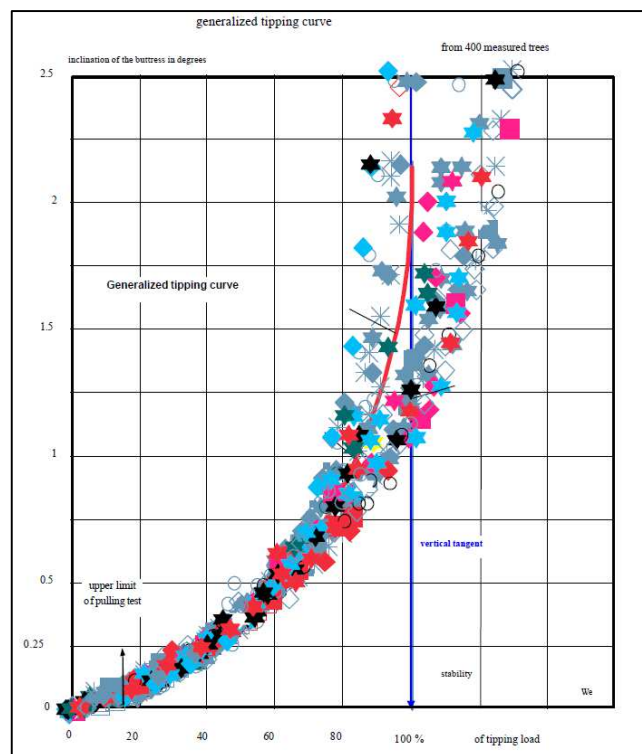 generalized tipping curve
inclination of the buttress in degrees
from 400 measured trees
2.5
2
Generalized tipping curve
1.5
1
vertical tangent
0.5
upper limit
of pulling test
0.25
stability
We
0
0 20 40 60 80 100 % of tipping load